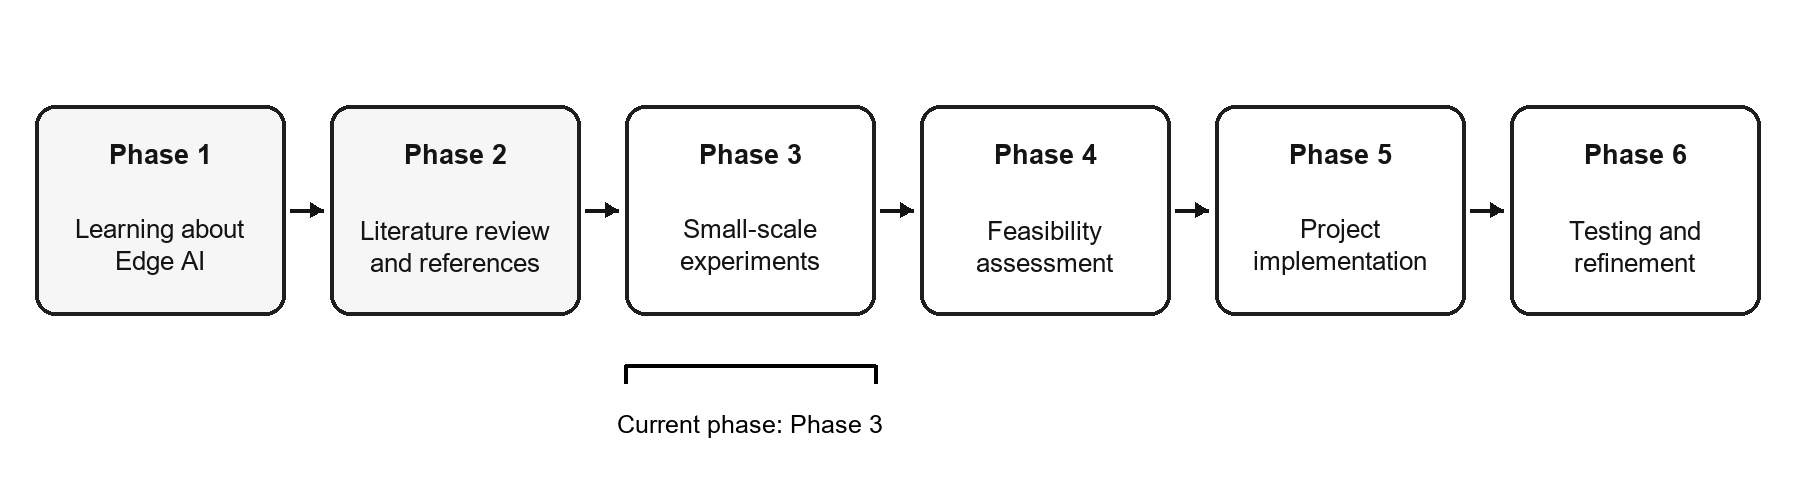 Phase 1
Learning about
Edge AI
Phase 2
Literature review
and references
Phase 3
Small-scale
experiments
Phase 4
Feasibility
assessment
Phase 5
Project
implementation
Phase 6
Testing and
refinement
Current phase: Phase 3